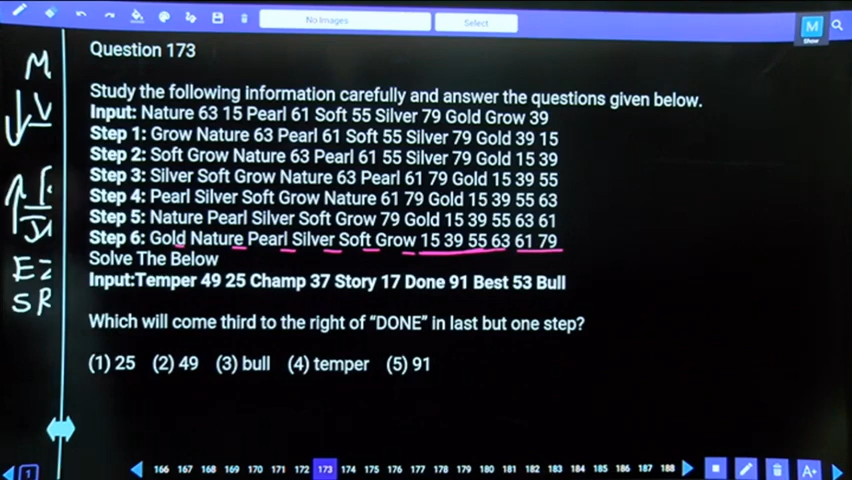 No Images
Select
M
Show
Question 173
M
Study the following information carefully and answer the questions given below.
Input: Nature 63 15 Pearl 61 Soft 55 Silver 79 Gold Grow 39
Step 1: Grow Nature 63 Pearl 61 Soft 55 Silver 79 Gold 39 15
Step 2: Soft Grow Nature 63 Pearl 61 55 Silver 79 Gold 15 39
Step 3: Silver Soft Grow Nature 63 Pearl 61 79 Gold 15 39 55
Step 4: Pearl Silver Soft Grow Nature 61 79 Gold 15 39 55 63
Step 5: Nature Pearl Silver Soft Grow 79 Gold 15 39 55 63 61
Step 6: Gold Nature Pearl Silver Soft Grow 15 39 55 63 61 79
Solve The Below
Input:Temper 49 25 Champ 37 Story 17 Done 91 Best 53 Bull
S R
Which will come third to the right of “DONE” in last but one step?
(1) 25 (2) 49 (3) bull (4) temper (5) 91
1
166 167 168 169 170 171 172 173 174 175 176 177 178 179 180 181 182 183 184 185 186 187 188
A+